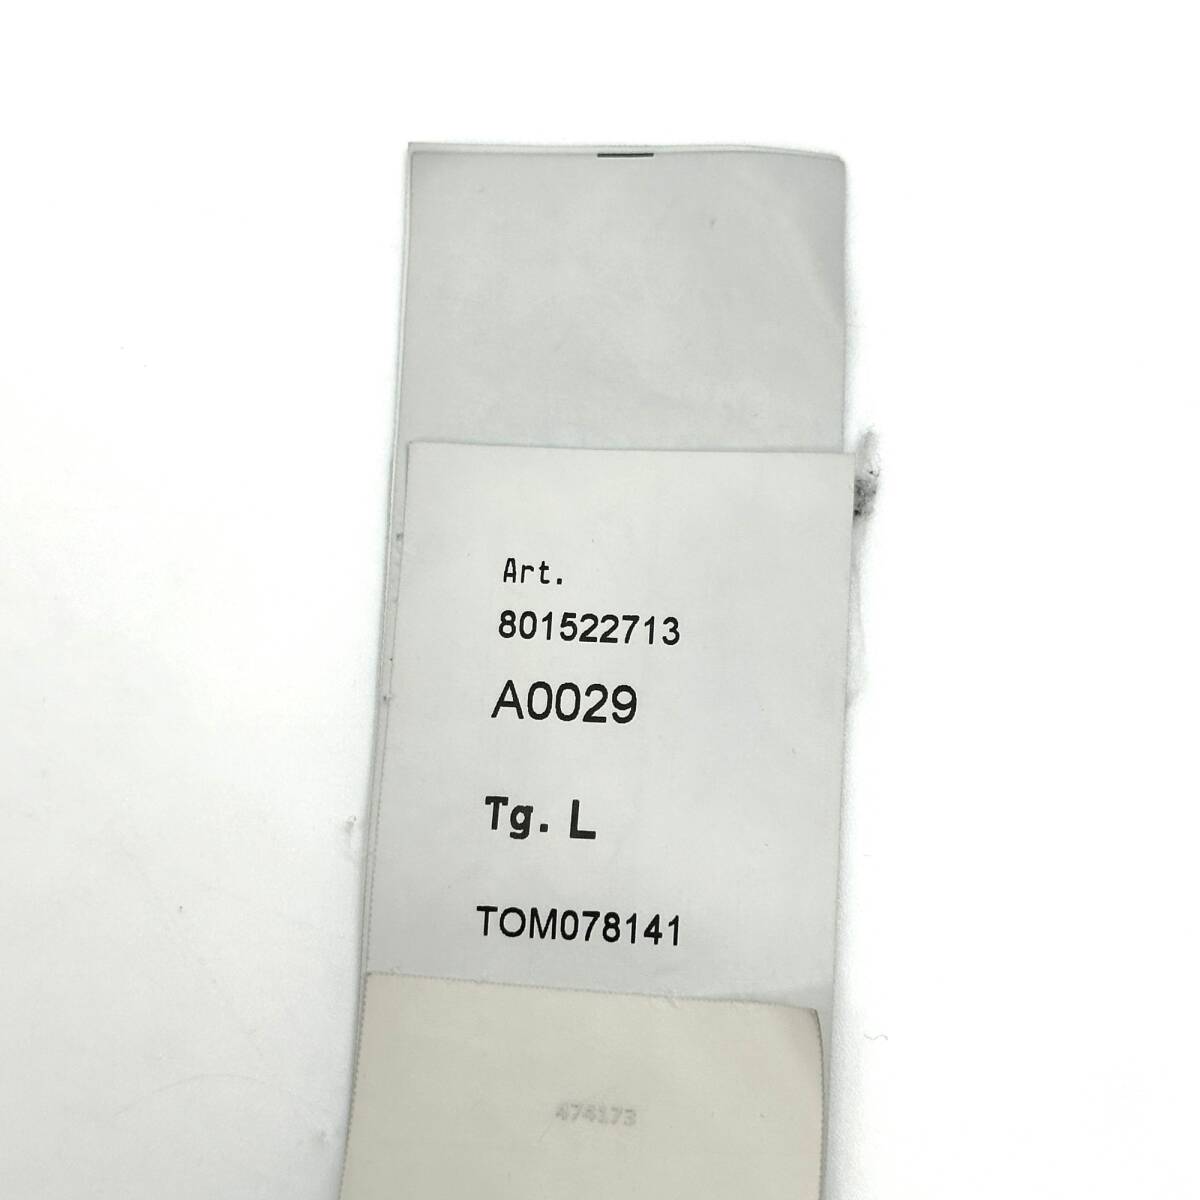 Art.
801522713
A0029
Tg. L
TOM078141
474173